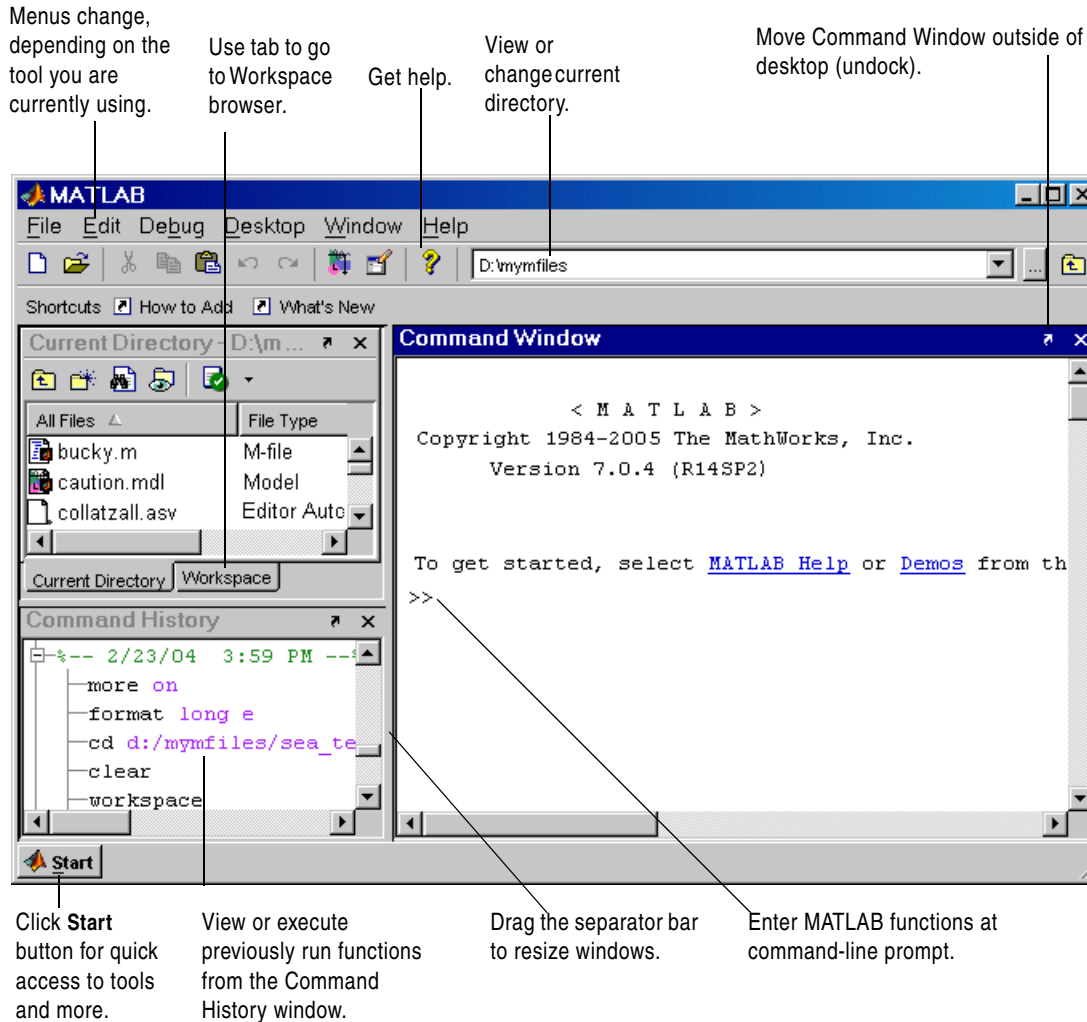 Menus change,
depending on the
tool you are
currently using.
Use tab to go
to Workspace
browser.
Get help.
View or
change current
directory.
Move Command Window outside of
desktop (undock).
MATLAB
File Edit Debug Desktop Window Help
D:\mymfiles
...
Shortcuts How to Add What's New
Current Directory - D:\m ...
All Files File Type
bucky.m M-file
caution.mdl Model
collatzall.asv Editor Auto
Current Directory Workspace
Command History
%-- 2/23/04 3:59 PM --%
more on
format long e
cd d:/mymfiles/sea_te
clear
workspace
Command Window
< M A T L A B >
Copyright 1984-2005 The MathWorks, Inc.
Version 7.0.4 (R14SP2)
To get started, select MATLAB Help or Demos from th
>>
Start
Click Start
button for quick
access to tools
and more.
View or execute
previously run functions
from the Command
History window.
Drag the separator bar
to resize windows.
Enter MATLAB functions at
command-line prompt.